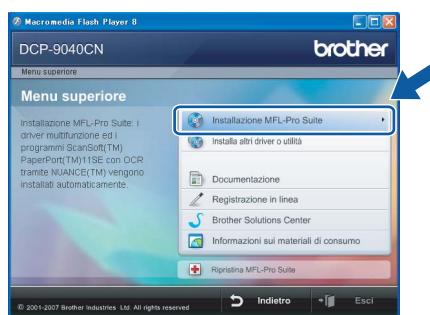 Macromedia Flash Player 8
DCP-9040CN
brother
Menu superiore
Menu superiore
Installazione MFL-Pro Suite: i
driver multifunzione ed i
programmi ScanSoft(TM)
PaperPort(TM)11SE con OCR
tramite NUANCE(TM) vengono
installati automaticamente.
Installazione MFL-Pro Suite
Installa altri driver o utilità
Documentazione
Registrazione in linea
Brother Solutions Center
Informazioni sui materiali di consumo
Ripristina MFL-Pro Suite
© 2001-2007 Brother Industries Ltd. All rights reserved
Indietro
Esci